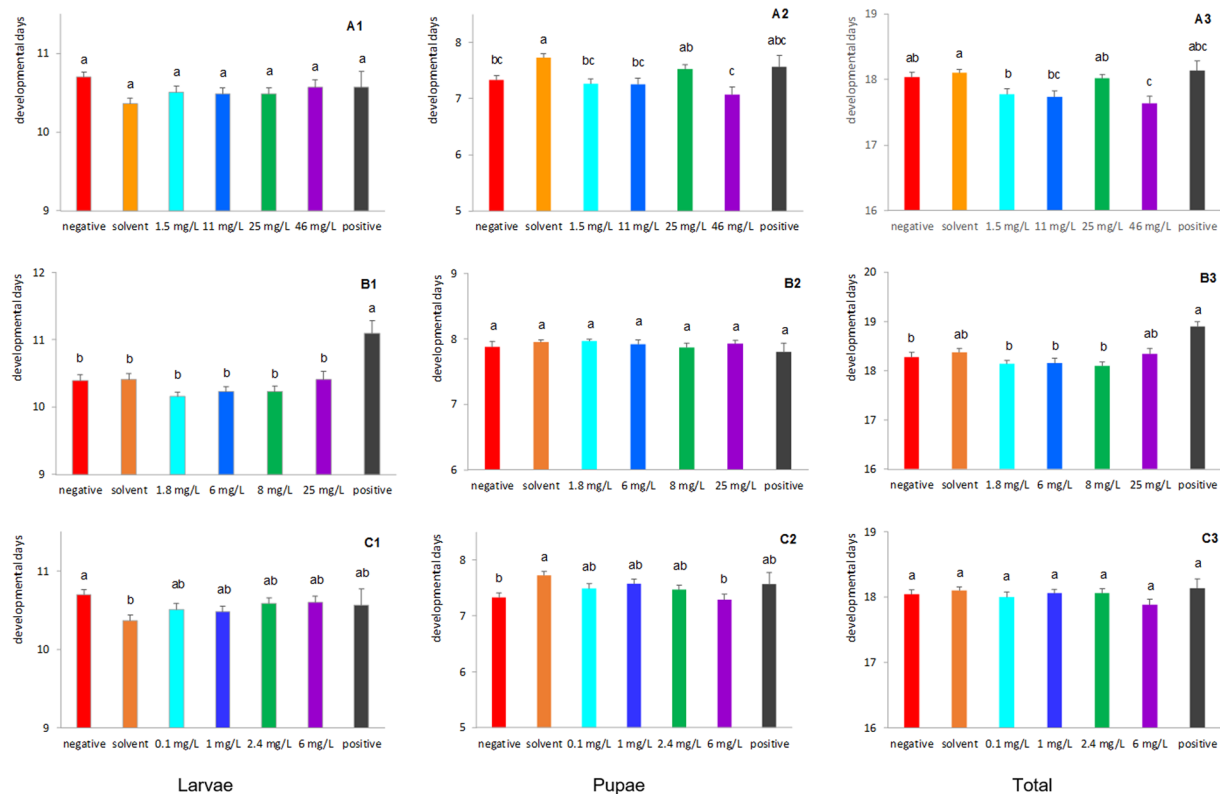 A1
developmental days
11
10
9
a a a a a a a
negative solvent 1.5 mg/L 11 mg/L 25 mg/L 46 mg/L positive
A2
developmental days
8
7
6
5
bc a bc bc ab c abc
negative solvent 1.5 mg/L 11 mg/L 25 mg/L 46 mg/L positive
A3
developmental days
19
18
17
16
ab a b bc ab c abc
negative solvent 1.5 mg/L 11 mg/L 25 mg/L 46 mg/L positive
B1
developmental days
12
11
10
9
b b b b b b a
negative solvent 1.8 mg/L 6 mg/L 8 mg/L 25 mg/L positive
B2
developmental days
9
8
7
6
a a a a a a a
negative solvent 1.8 mg/L 6 mg/L 8 mg/L 25 mg/L positive
B3
developmental days
20
19
18
17
16
b ab b b b ab a
negative solvent 1.8 mg/L 6 mg/L 8 mg/L 25 mg/L positive
C1
developmental days
11
10
9
a b ab ab ab ab ab
negative solvent 0.1 mg/L 1 mg/L 2.4 mg/L 6 mg/L positive
C2
developmental days
8
7
6
5
b a ab ab ab b ab
negative solvent 0.1 mg/L 1 mg/L 2.4 mg/L 6 mg/L positive
C3
developmental days
19
18
17
16
a a a a a a a
negative solvent 0.1 mg/L 1 mg/L 2.4 mg/L 6 mg/L positive
Larvae
Pupae
Total